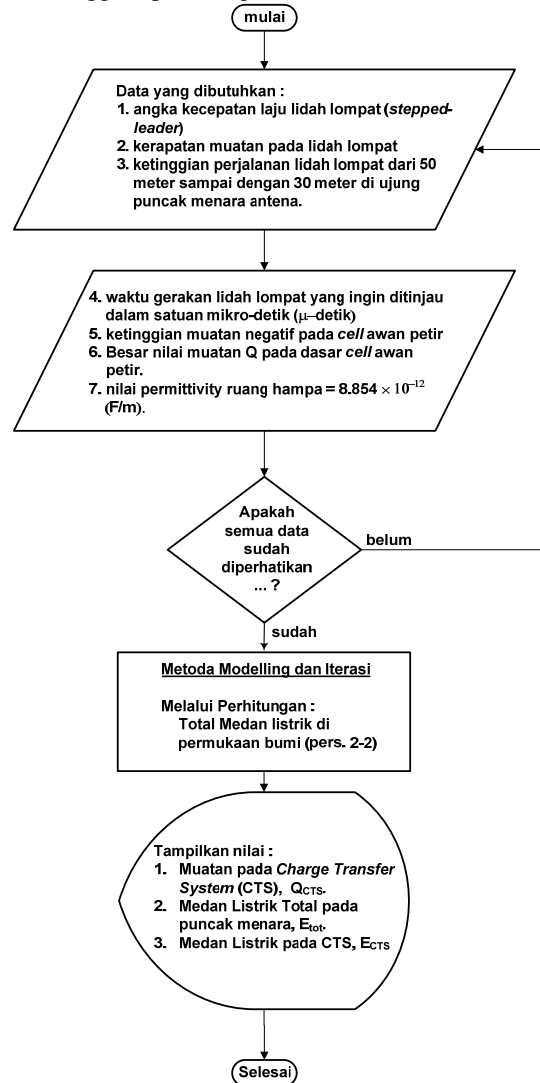 mulai
Data yang dibutuhkan :
1. angka kecepatan laju lidah lompat (stepped-
leader)
2. kerapatan muatan pada lidah lompat
3. ketinggian perjalanan lidah lompat dari 50
meter sampai dengan 30 meter di ujung
puncak menara antena.
4. waktu gerakan lidah lompat yang ingin ditinjau
dalam satuan mikro-detik (μ–detik)
5. ketinggian muatan negatif pada cell awan petir
6. Besar nilai muatan Q pada dasar cell awan
petir.
7. nilai permittivity ruang hampa = 8.854 × 10⁻¹²
(F/m).
Apakah
semua data
sudah
diperhatikan
... ?
belum
sudah
Metoda Modelling dan Iterasi
Melalui Perhitungan :
Total Medan listrik di
permukaan bumi (pers. 2-2)
Tampilkan nilai :
1. Muatan pada Charge Transfer
System (CTS), QCTS.
2. Medan Listrik Total pada
puncak menara, Etot.
3. Medan Listrik pada CTS, ECTS
Selesai